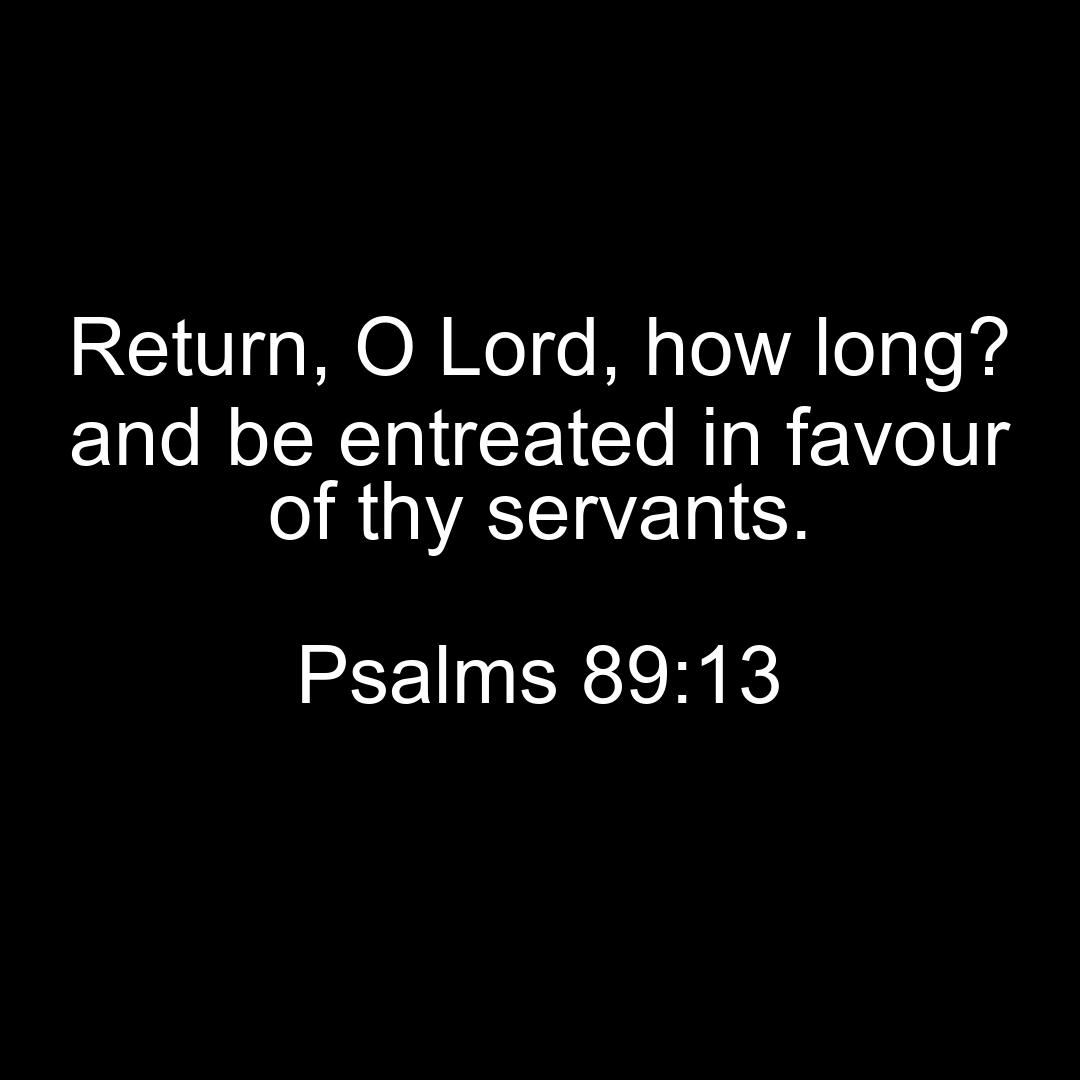 Return, O Lord, how long?
and be entreated in favour
of thy servants.
Psalms 89:13